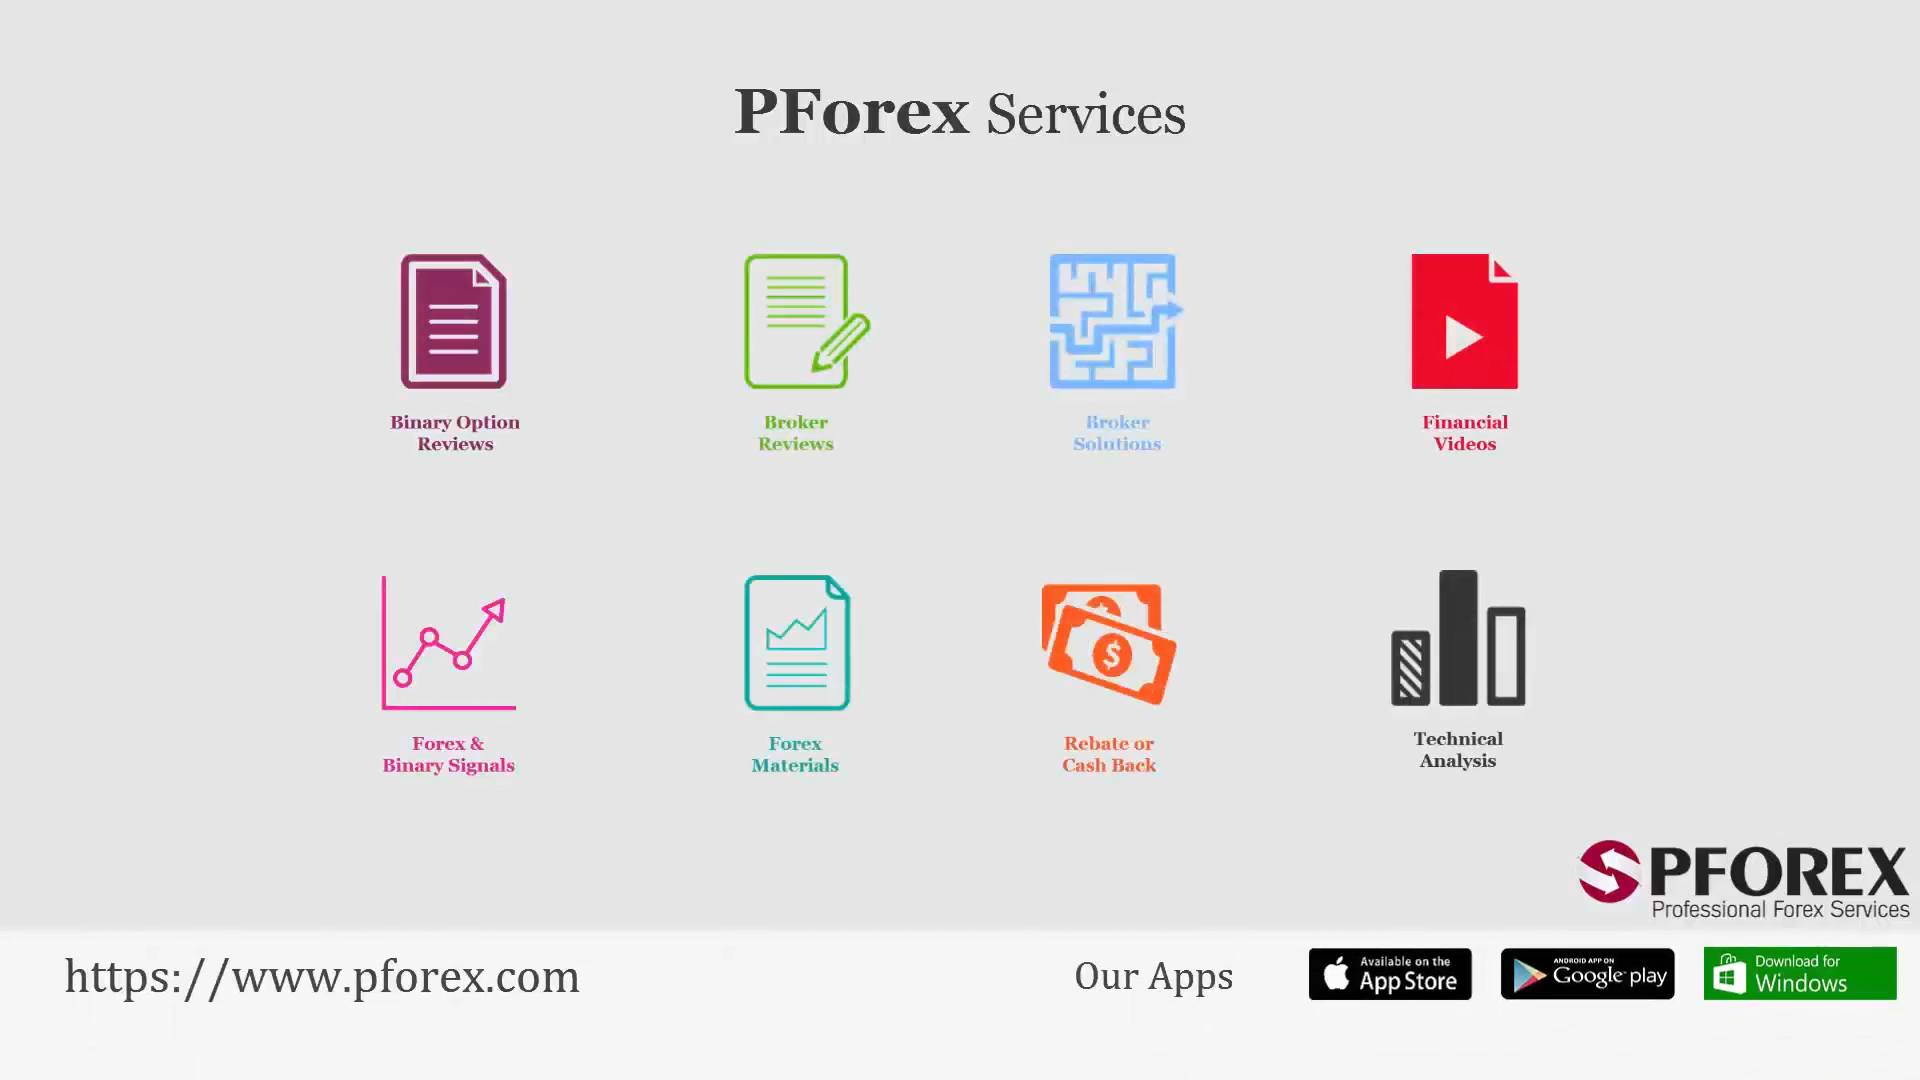 PForex Services
Binary Option
Reviews
Broker
Reviews
Broker
Solutions
Financial
Videos
Forex &
Binary Signals
Forex
Materials
Rebate or
Cash Back
Technical
Analysis
PFOREX
Professional Forex Services
https://www.pforex.com
Our Apps
Available on the
App Store
ANDROID APP ON
Google play
Download for
Windows